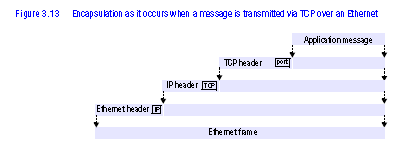 Figure 3.13 Encapsulation as it occurs when a message is transmitted via TCP over an Ethernet
Application message
TCP header port
IP header TCP
Ethernet header IP
Ethernet frame